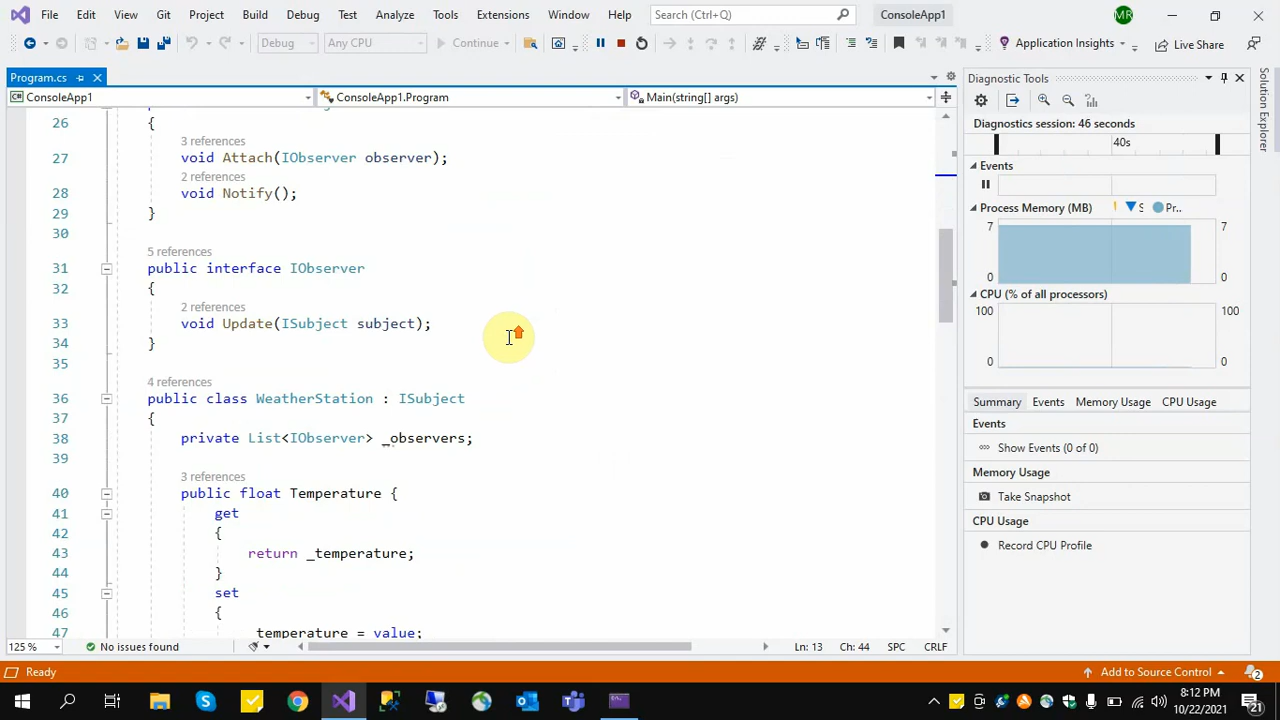 File Edit View Git Project Build Debug Test Analyze Tools Extensions Window Help Search (Ctrl+Q) ConsoleApp1 MR
Debug Any CPU Continue Application Insights Live Share
Program.cs
ConsoleApp1 ConsoleApp1.Program Main(string[] args)
26 {
3 references
27 void Attach(IObserver observer);
2 references
28 void Notify();
29 }
30
5 references
31 public interface IObserver
32 {
2 references
33 void Update(ISubject subject);
34 }
35
4 references
36 public class WeatherStation : ISubject
37 {
38 private List<IObserver> _observers;
39
3 references
40 public float Temperature {
41 get
42 {
43 return _temperature;
44 }
45 set
46 {
47 _temperature = value;
125 % No issues found Ln: 13 Ch: 44 SPC CRLF
Diagnostic Tools
Diagnostics session: 46 seconds
40s
Events
Process Memory (MB) S Pr..
7 7
0 0
CPU (% of all processors)
100 100
0 0
Summary Events Memory Usage CPU Usage
Events
Show Events (0 of 0)
Memory Usage
Take Snapshot
CPU Usage
Record CPU Profile
Solution Explorer
Ready Add to Source Control 2
8:12 PM
10/22/2021
21